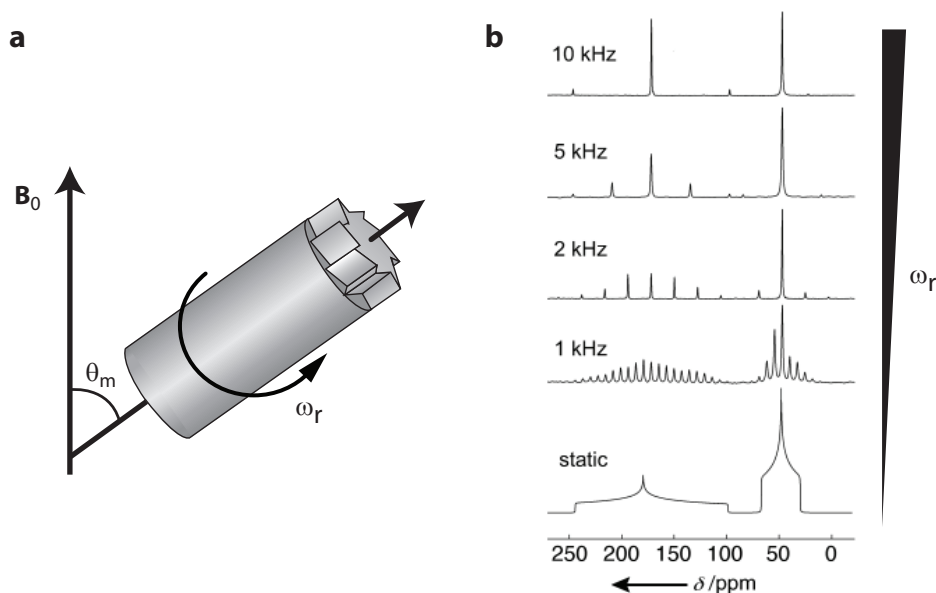 a
B0
θm
ωr
b
10 kHz
5 kHz
2 kHz
1 kHz
static
ωr
250 200 150 100 50 0
δ /ppm